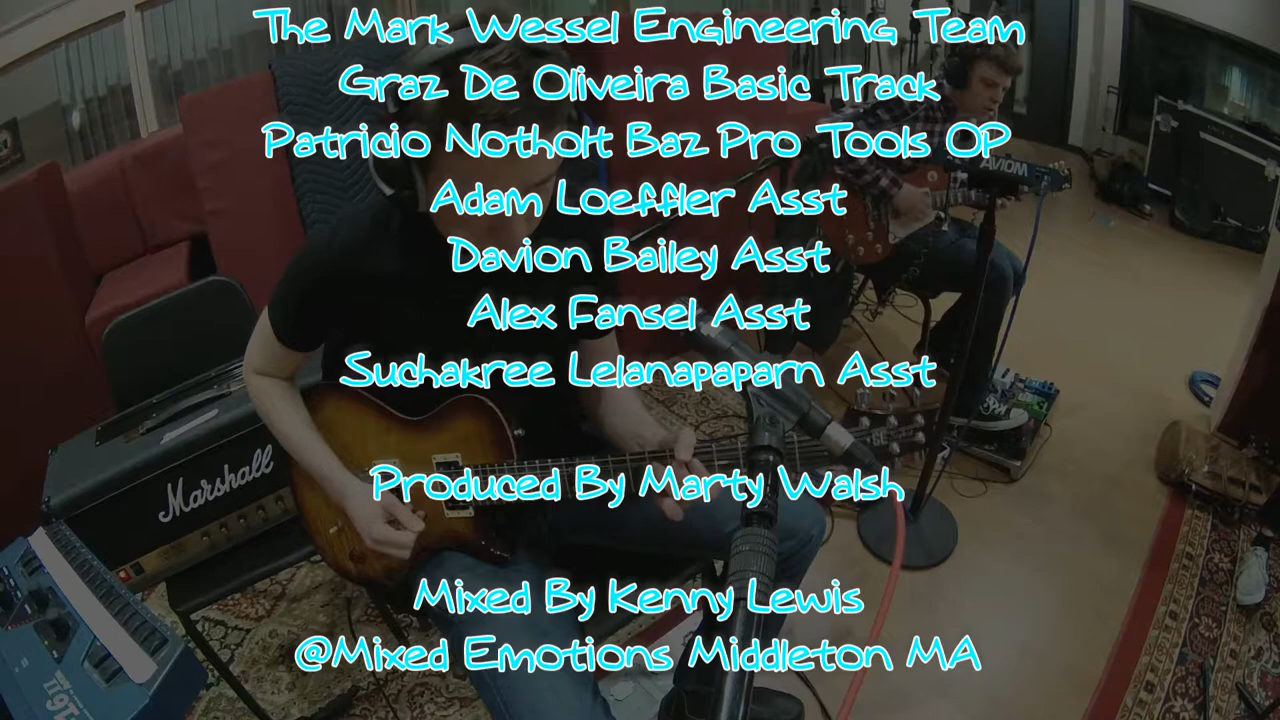 The Mark Wessel Engineering Team
Graz De Oliveira Basic Track
Patricio Notholt Baz Pro Tools OP
Adam Loeffler Asst
Davion Bailey Asst
Alex Fansel Asst
Suchakree Lelanapaparn Asst
Produced By Marty Walsh
Mixed By Kenny Lewis
@Mixed Emotions Middleton MA
AVIOM
Marshall